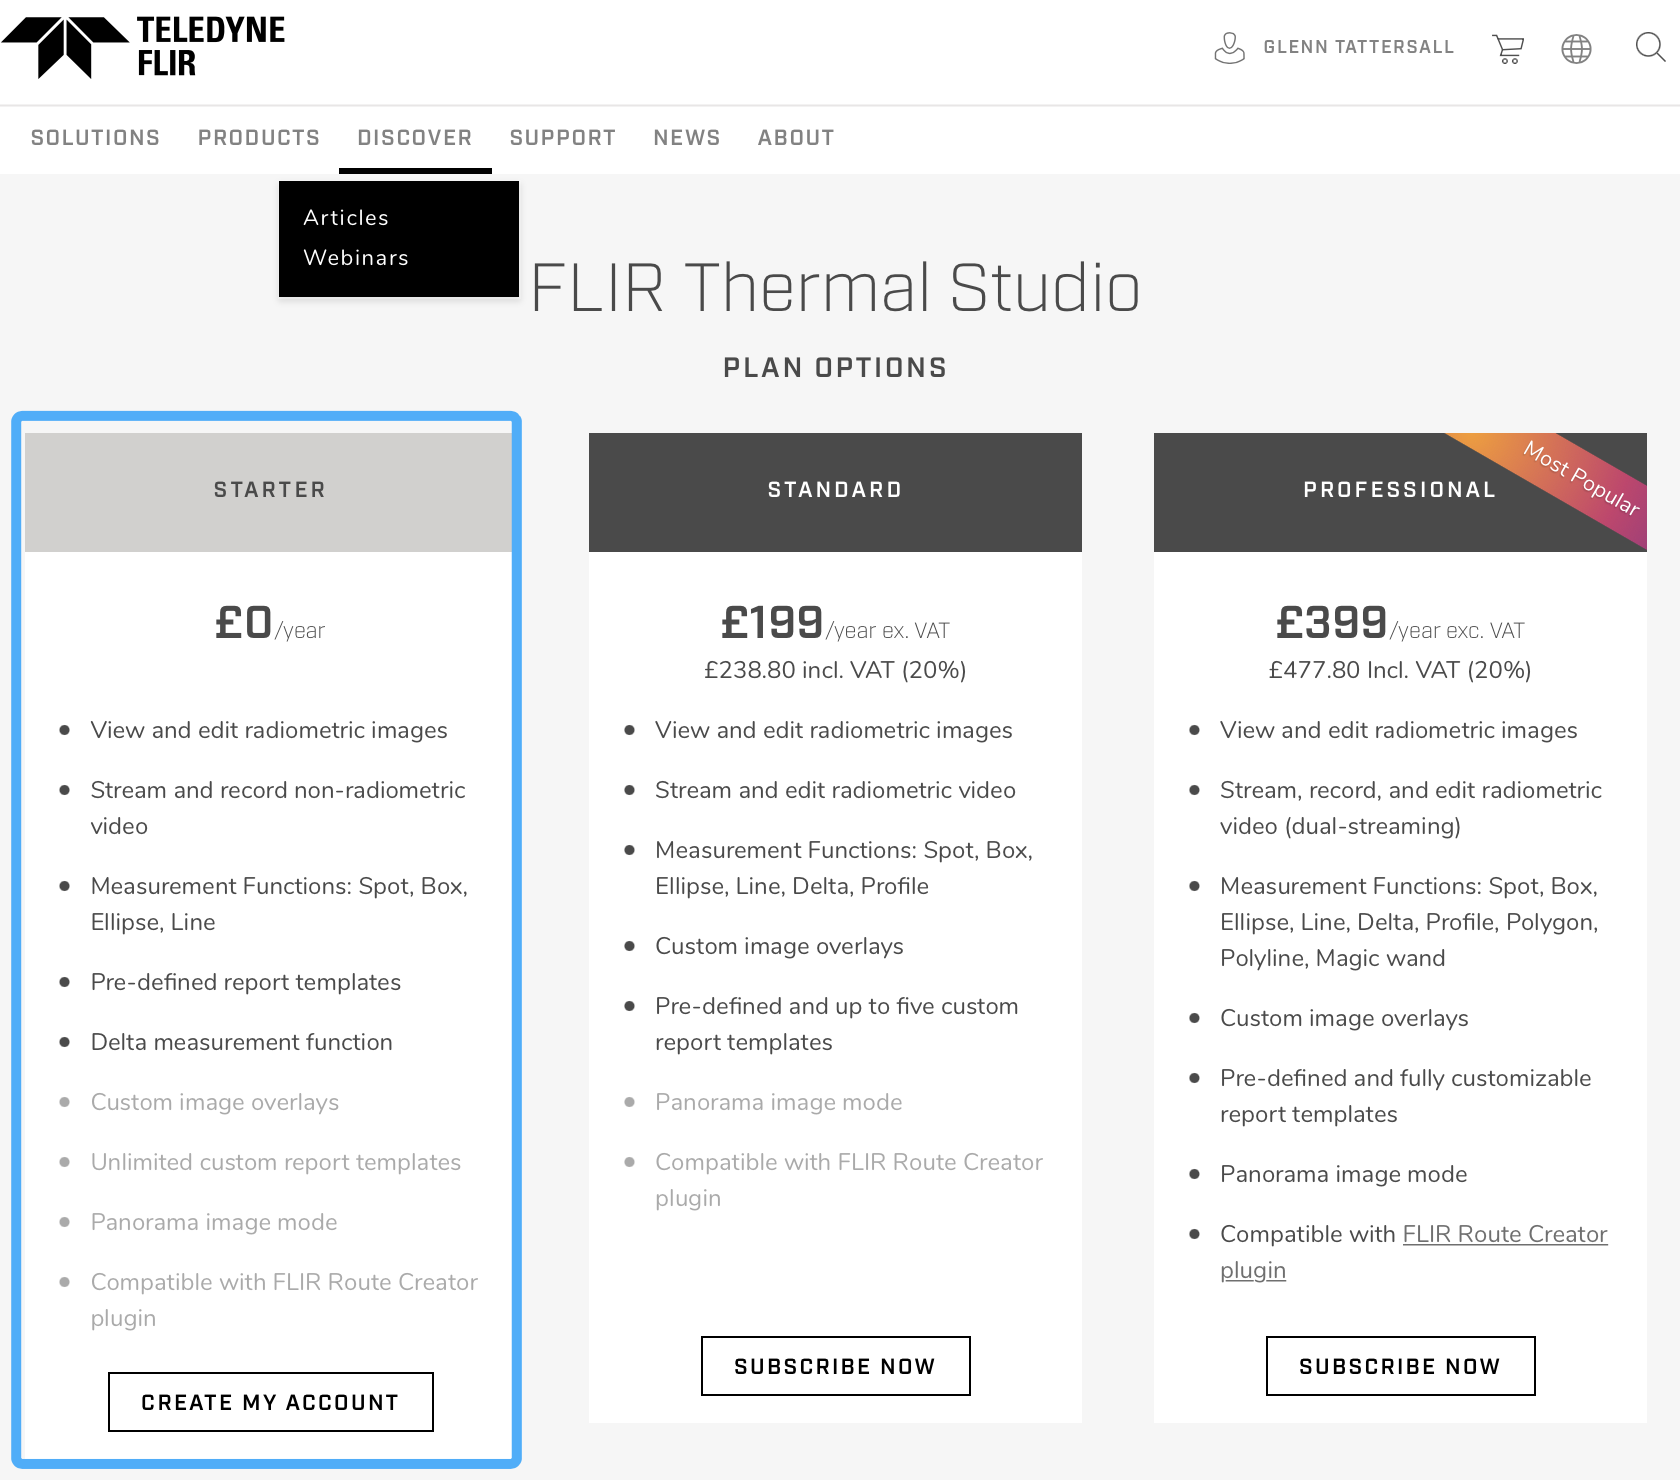 TELEDYNE
FLIR
GLENN TATTERSALL
SOLUTIONS PRODUCTS DISCOVER SUPPORT NEWS ABOUT
Articles
Webinars
FLIR Thermal Studio
PLAN OPTIONS
STARTER
£0/year
• View and edit radiometric images
• Stream and record non-radiometric
video
• Measurement Functions: Spot, Box,
Ellipse, Line
• Pre-defined report templates
• Delta measurement function
• Custom image overlays
• Unlimited custom report templates
• Panorama image mode
• Compatible with FLIR Route Creator
plugin
CREATE MY ACCOUNT
STANDARD
£199/year ex. VAT
£238.80 incl. VAT (20%)
• View and edit radiometric images
• Stream and edit radiometric video
• Measurement Functions: Spot, Box,
Ellipse, Line, Delta, Profile
• Custom image overlays
• Pre-defined and up to five custom
report templates
• Panorama image mode
• Compatible with FLIR Route Creator
plugin
SUBSCRIBE NOW
PROFESSIONAL
Most Popular
£399/year exc. VAT
£477.80 Incl. VAT (20%)
• View and edit radiometric images
• Stream, record, and edit radiometric
video (dual-streaming)
• Measurement Functions: Spot, Box,
Ellipse, Line, Delta, Profile, Polygon,
Polyline, Magic wand
• Custom image overlays
• Pre-defined and fully customizable
report templates
• Panorama image mode
• Compatible with FLIR Route Creator
plugin
SUBSCRIBE NOW